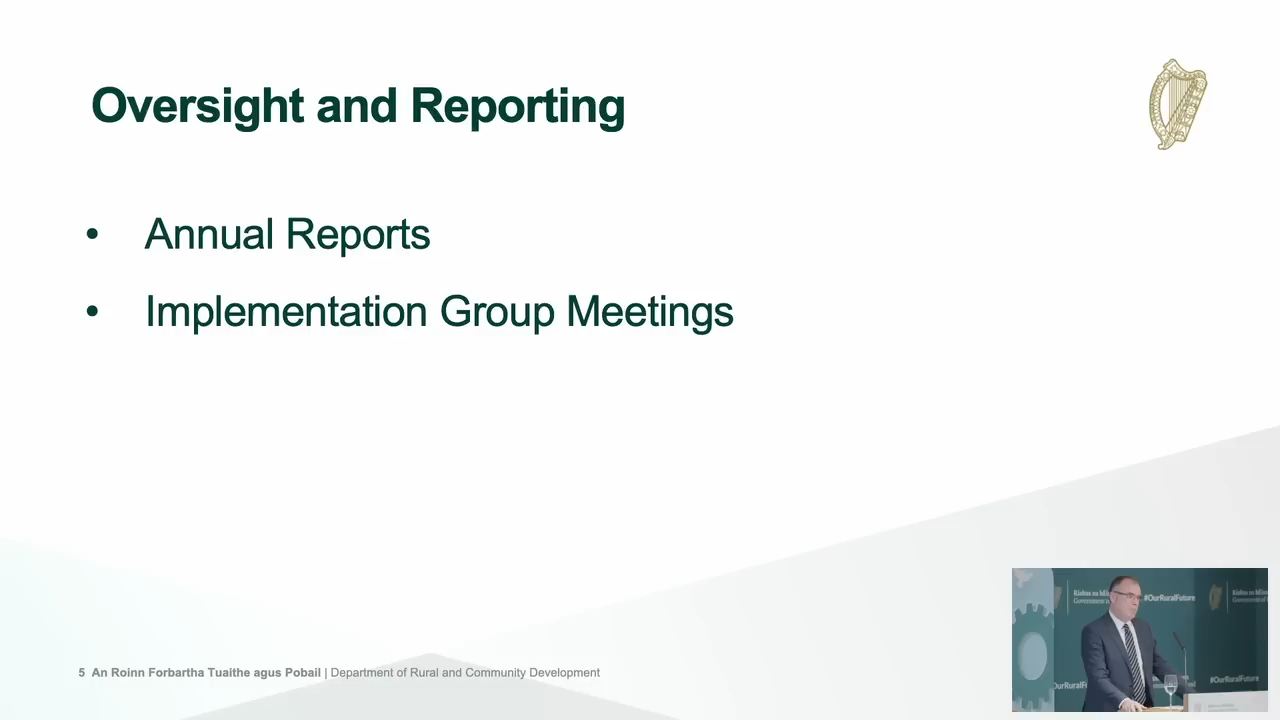 Oversight and Reporting
• Annual Reports
• Implementation Group Meetings
5 An Roinn Forbartha Tuaithe agus Pobail | Department of Rural and Community Development
#OurRuralFuture
#OurRuralFuture